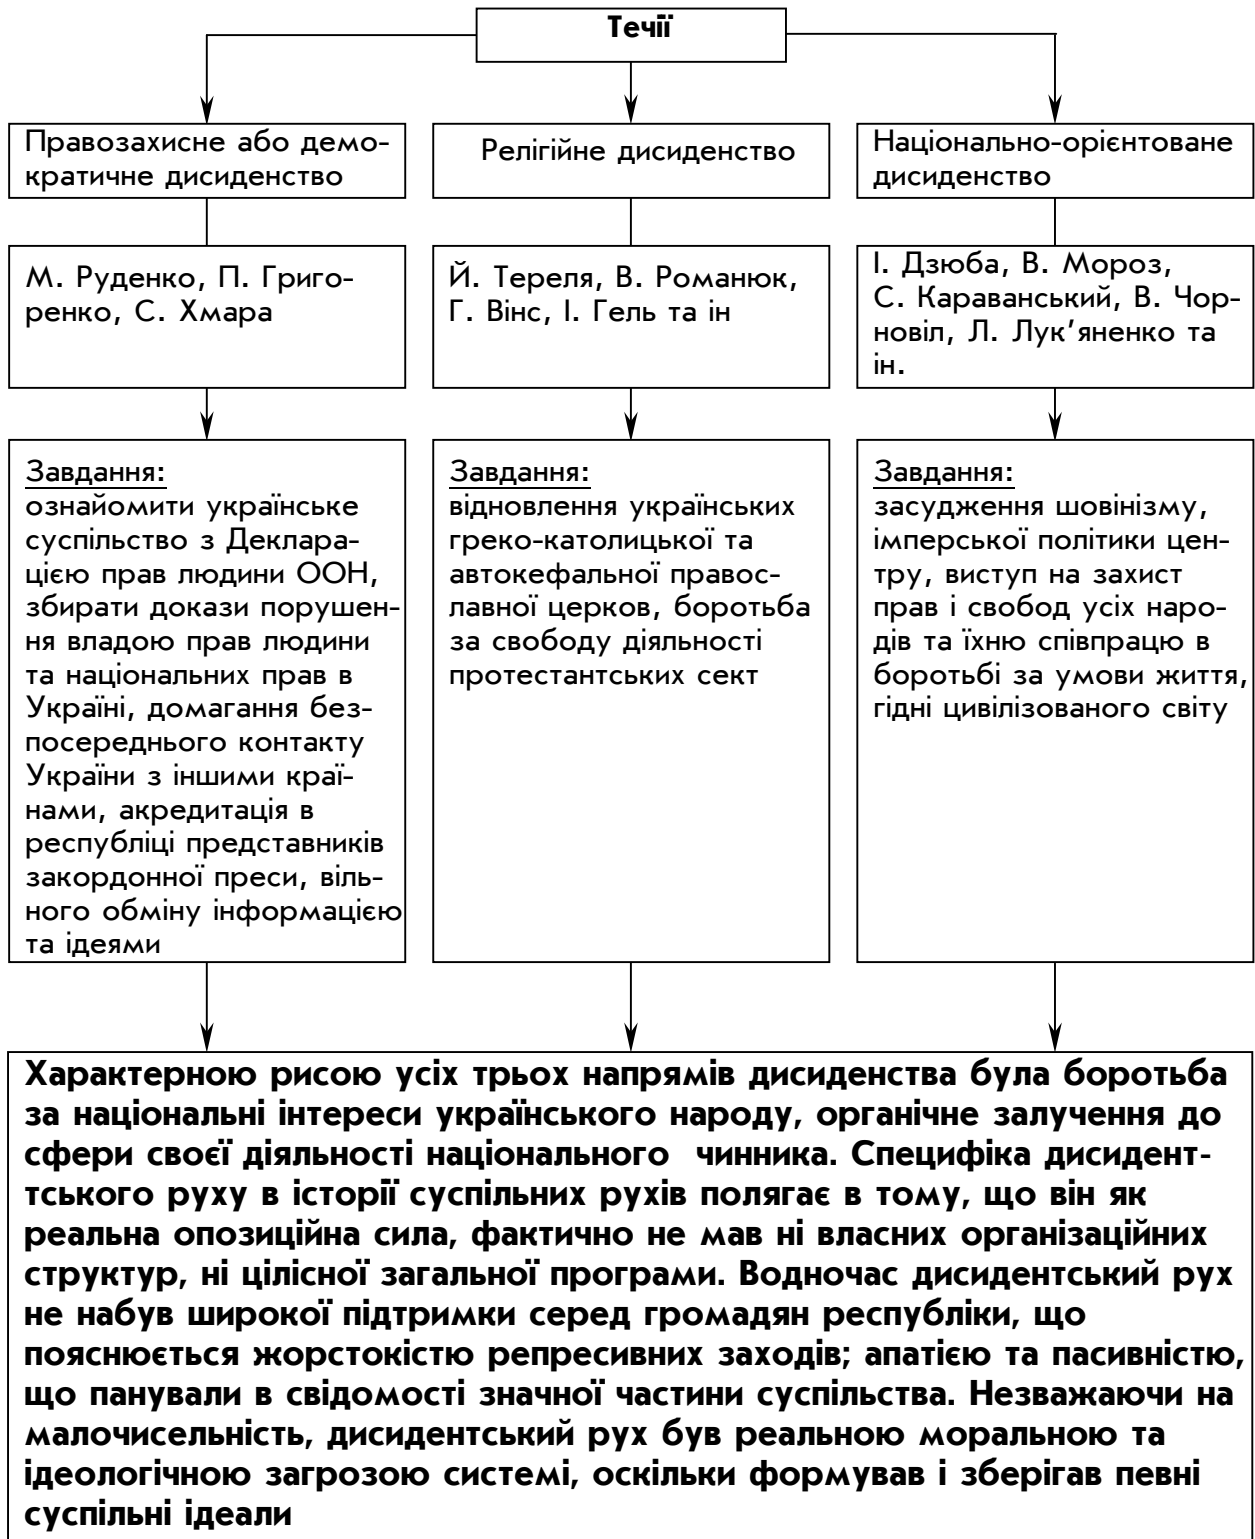 Течії
Правозахисне або демо-
кратичне дисиденство
Релігійне дисиденство
Національно-орієнтоване
дисиденство
М. Руденко, П. Григо-
ренко, С. Хмара
Й. Тереля, В. Романюк,
Г. Вінс, І. Гель та ін
І. Дзюба, В. Мороз,
С. Караванський, В. Чор-
новіл, Л. Лук’яненко та
ін.
Завдання:
ознайомити українське
суспільство з Деклара-
цією прав людини ООН,
збирати докази порушен-
ня владою прав людини
та національних прав в
Україні, домагання без-
посереднього контакту
України з іншими краї-
нами, акредитація в
республіці представників
закордонної преси, віль-
ного обміну інформацією
та ідеями
Завдання:
відновлення українських
греко-католицької та
автокефальної правос-
лавної церков, боротьба
за свободу діяльності
протестантських сект
Завдання:
засудження шовінізму,
імперської політики цен-
тру, виступ на захист
прав і свобод усіх наро-
дів та їхню співпрацю в
боротьбі за умови життя,
гідні цивілізованого світу
Характерною рисою усіх трьох напрямів дисиденства була боротьба
за національні інтереси українського народу, органічне залучення до
сфери своєї діяльності національного чинника. Специфіка дисидент-
тського руху в історії суспільних рухів полягає в тому, що він як
реальна опозиційна сила, фактично не мав ні власних організаційних
структур, ні цілісної загальної програми. Водночас дисидентський рух
не набув широкої підтримки серед громадян республіки, що
пояснюється жорстокістю репресивних заходів; апатією та пасивністю,
що панували в свідомості значної частини суспільства. Незважаючи на
малочисельність, дисидентський рух був реальною моральною та
ідеологічною загрозою системі, оскільки формував і зберігав певні
суспільні ідеали